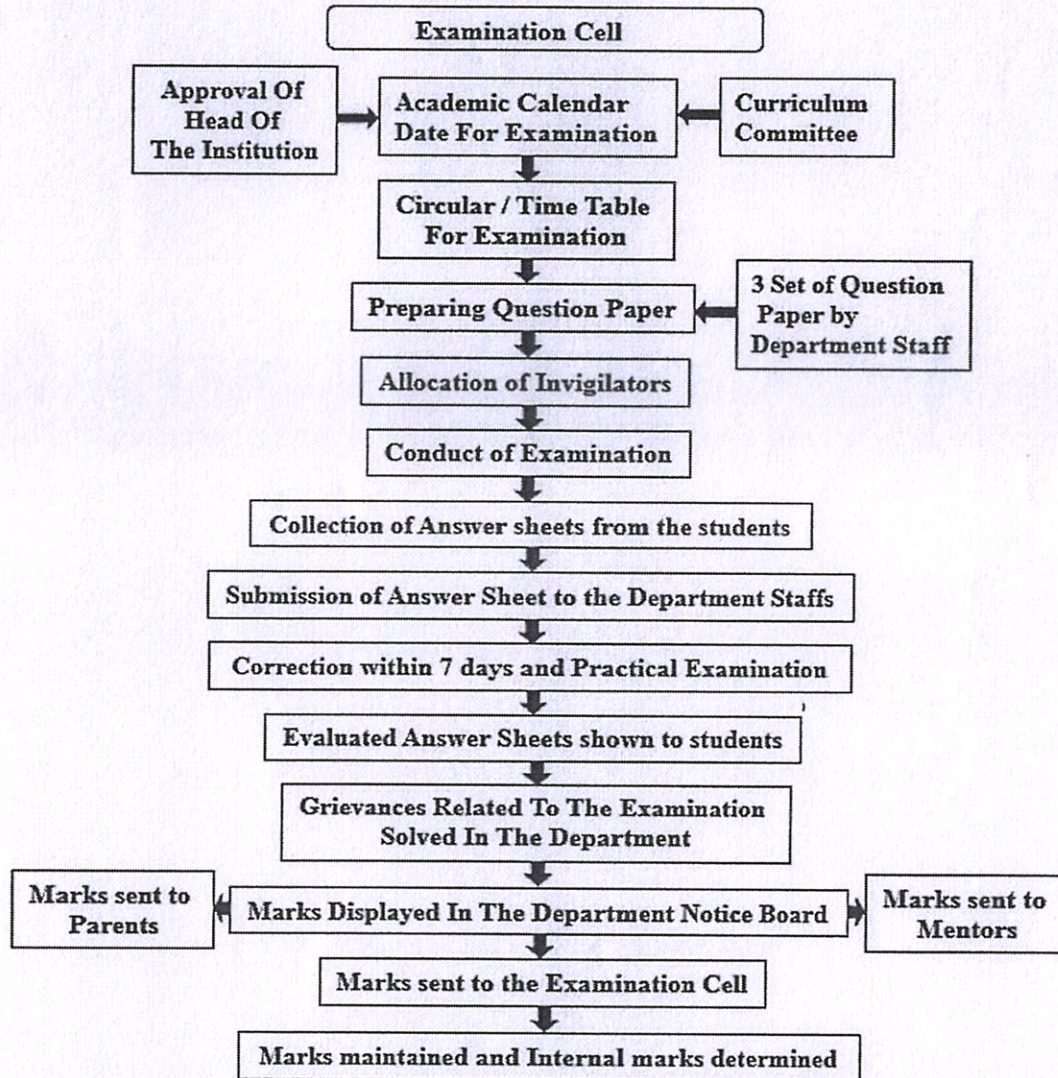 Examination Cell
Approval Of
Head Of
The Institution
Academic Calendar
Date For Examination
Curriculum
Committee
Circular / Time Table
For Examination
Preparing Question Paper
3 Set of Question
Paper by
Department Staff
Allocation of Invigilators
Conduct of Examination
Collection of Answer sheets from the students
Submission of Answer Sheet to the Department Staffs
Correction within 7 days and Practical Examination
Evaluated Answer Sheets shown to students
Grievances Related To The Examination
Solved In The Department
Marks sent to
Parents
Marks Displayed In The Department Notice Board
Marks sent to
Mentors
Marks sent to the Examination Cell
Marks maintained and Internal marks determined